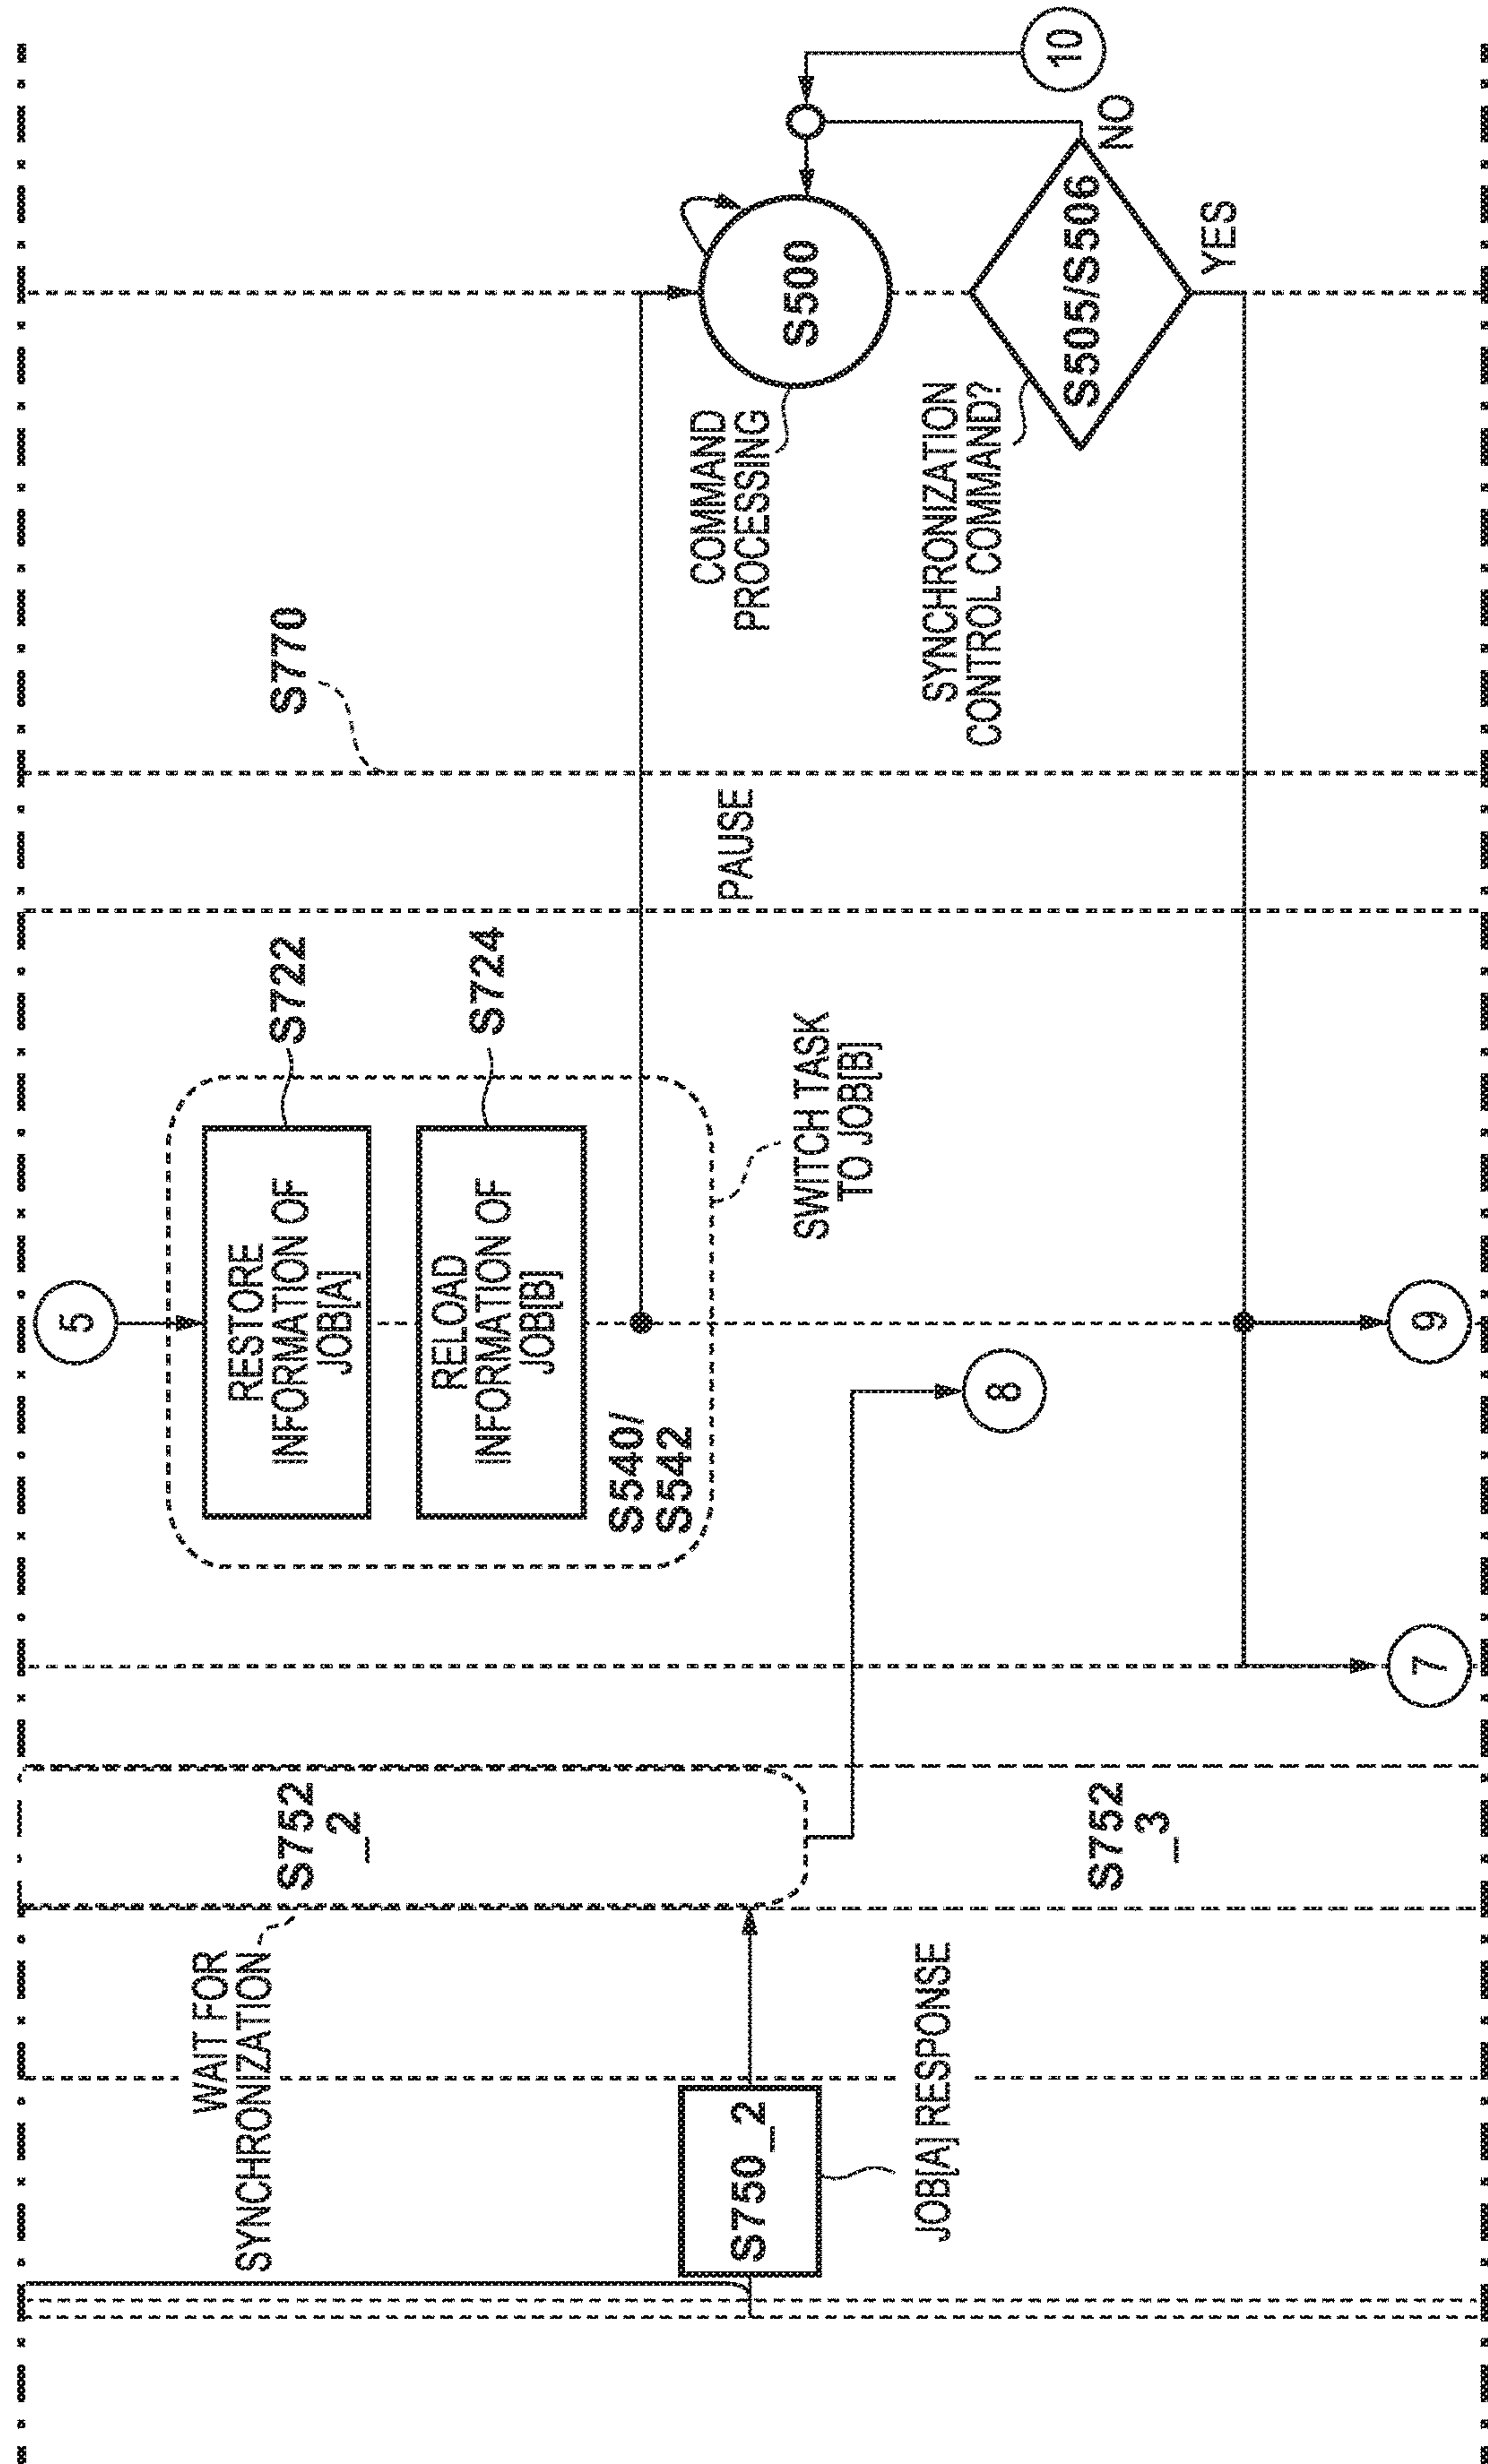 5
RESTORE
INFORMATION OF
JOB[A]
S722
RELOAD
INFORMATION OF
JOB[B]
S724
S540/
S542
SWITCH TASK
TO JOB[B]
PAUSE
S770
COMMAND
PROCESSING
S500
10
SYNCHRONIZATION
CONTROL COMMAND?
S505/S506
NO
YES
WAIT FOR
SYNCHRONIZATION
S752
_2
S750_2
JOB[A] RESPONSE
S752
_3
8
7
9